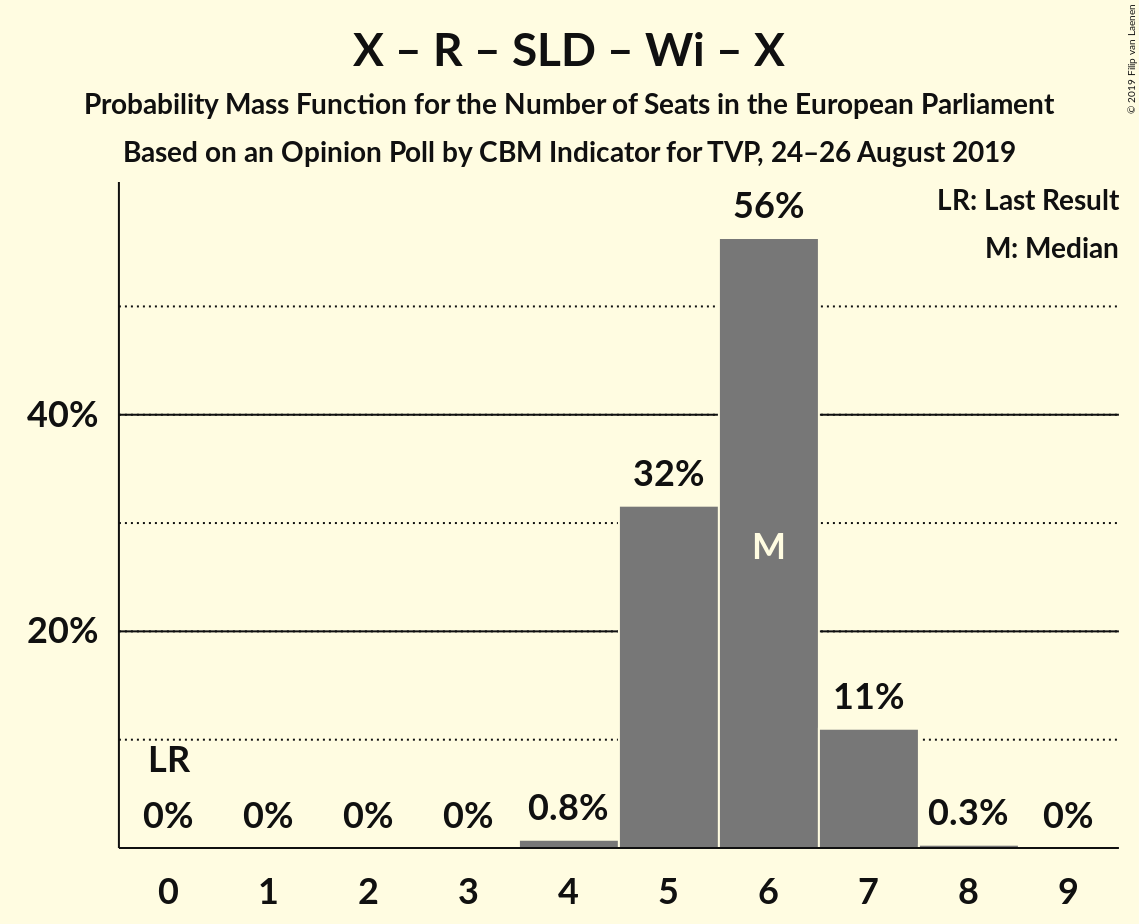 X – R – SLD – Wi – X
Probability Mass Function for the Number of Seats in the European Parliament
Based on an Opinion Poll by CBM Indicator for TVP, 24–26 August 2019
© 2019 Filip van Laenen
LR: Last Result
M: Median
56%
40%
32%
M
20%
11%
LR
0% 0% 0% 0% 0.8% 0.3% 0%
0 1 2 3 4 5 6 7 8 9